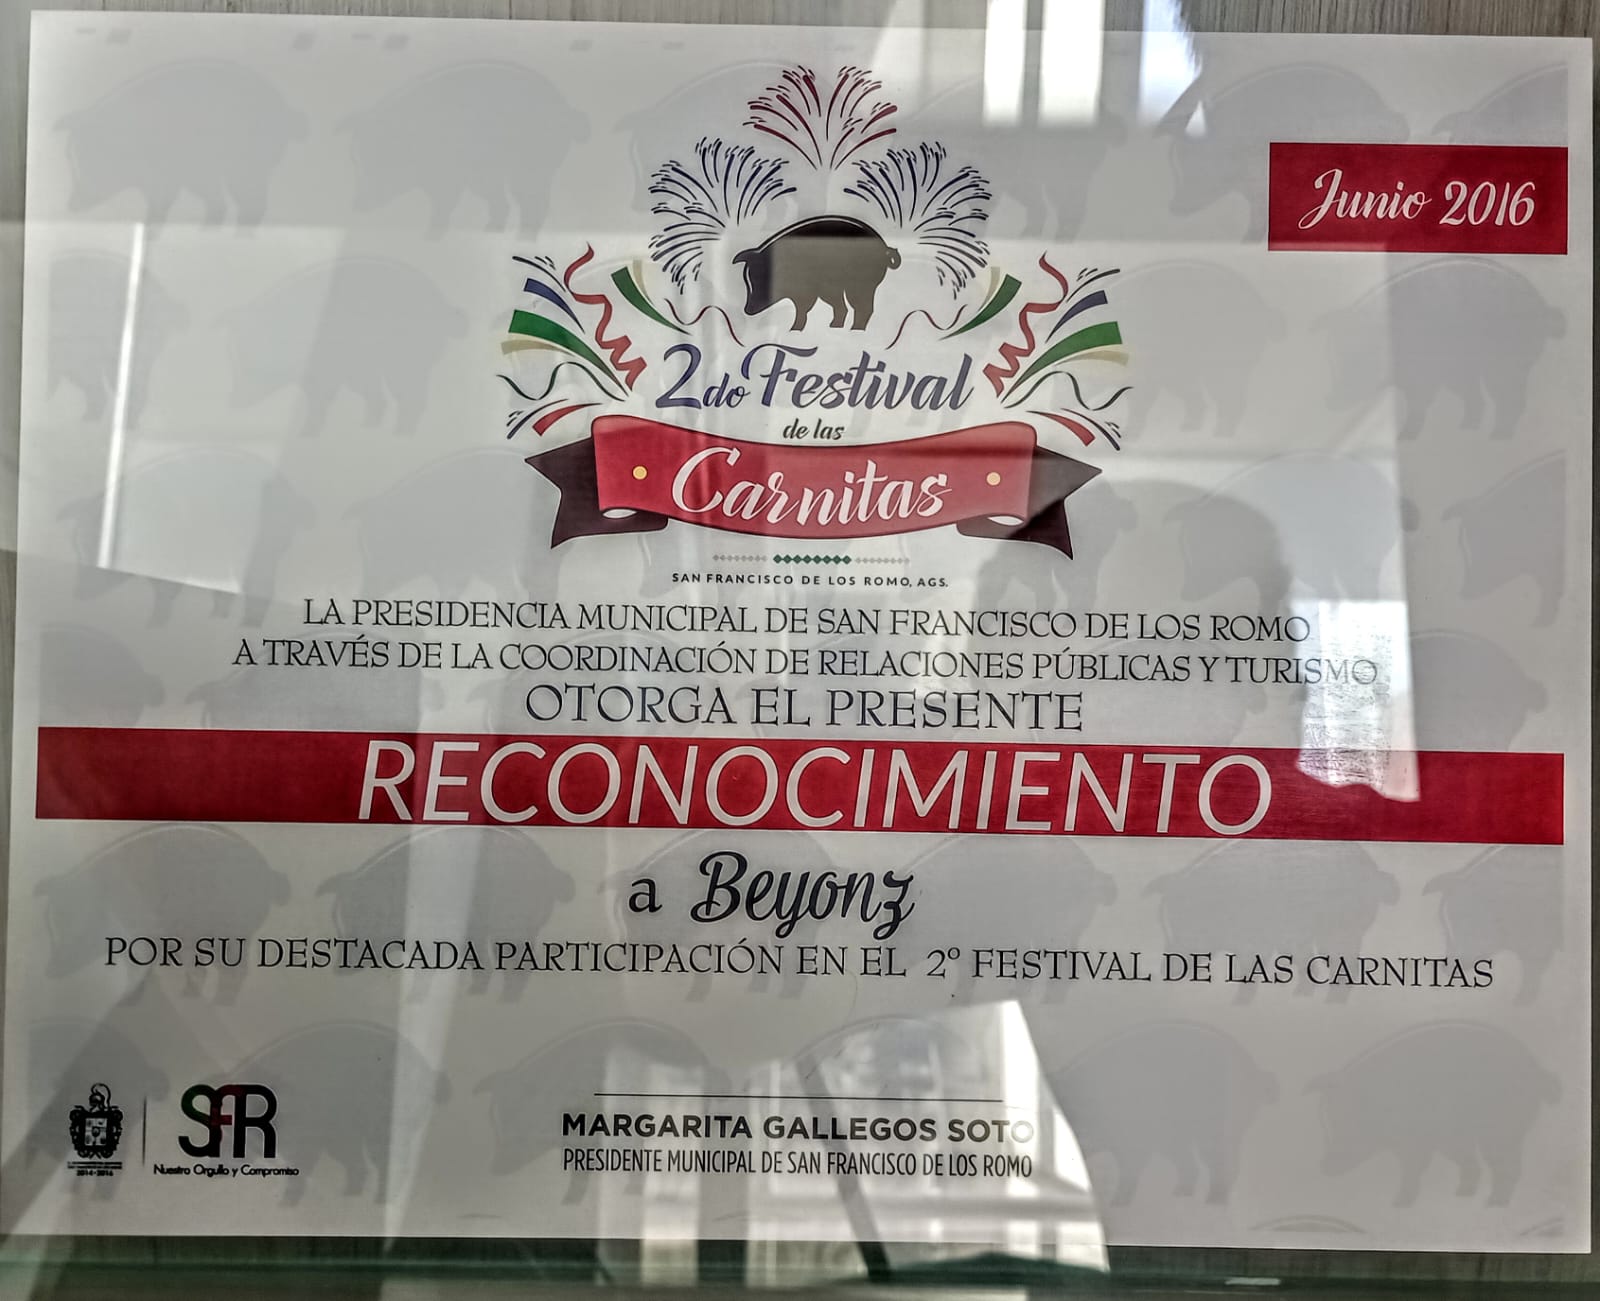 Junio 2016
2do Festival
de las
Carnitas
SAN FRANCISCO DE LOS ROMO, AGS.
LA PRESIDENCIA MUNICIPAL DE SAN FRANCISCO DE LOS ROMO
A TRAVÉS DE LA COORDINACIÓN DE RELACIONES PÚBLICAS Y TURISMO
OTORGA EL PRESENTE
RECONOCIMIENTO
a Beyonz
POR SU DESTACADA PARTICIPACIÓN EN EL 2° FESTIVAL DE LAS CARNITAS
SFR
Nuestro Orgullo y Compromiso
2014-2016
MARGARITA GALLEGOS SOTO
PRESIDENTE MUNICIPAL DE SAN FRANCISCO DE LOS ROMO